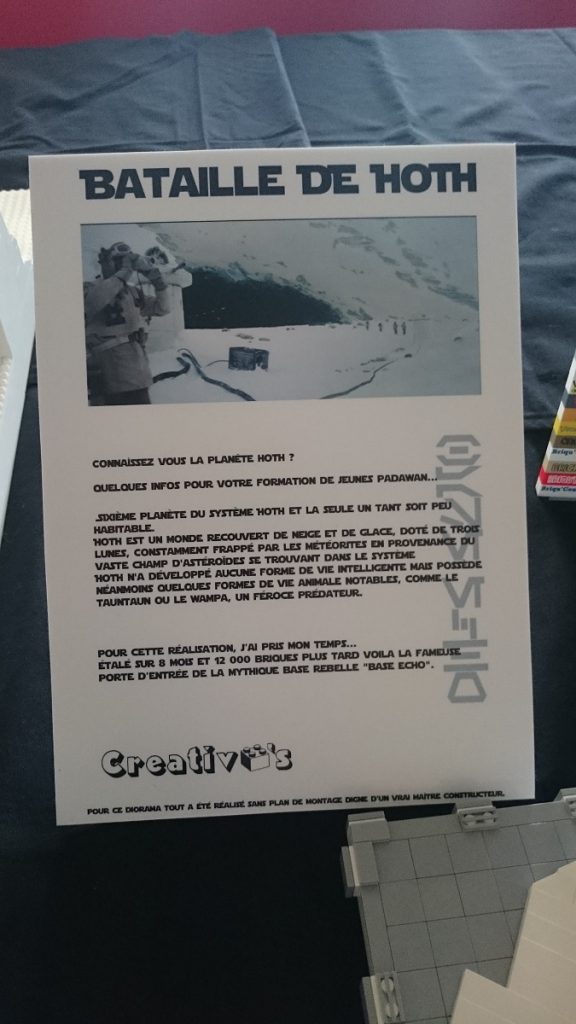 BATAILLE DE HOTH
CONNAISSEZ VOUS LA PLANÈTE HOTH ?
QUELQUES INFOS POUR VOTRE FORMATION DE JEUNES PADAWAN...
SIXIÈME PLANÈTE DU SYSTÈME HOTH ET LA SEULE UN TANT SOIT PEU
HABITABLE.
HOTH EST UN MONDE RECOUVERT DE NEIGE ET DE GLACE, DOTÉ DE TROIS
LUNES, CONSTAMMENT FRAPPÉ PAR LES MÉTÉORITES EN PROVENANCE DU
VASTE CHAMP D'ASTÉROÏDES SE TROUVANT DANS LE SYSTÈME
HOTH N'A DÉVELOPPÉ AUCUNE FORME DE VIE INTELLIGENTE MAIS POSSÈDE
NÉANMOINS QUELQUES FORMES DE VIE ANIMALE NOTABLES, COMME LE
TAUNTAUN OU LE WAMPA, UN FÉROCE PRÉDATEUR.
POUR CETTE RÉALISATION, J'AI PRIS MON TEMPS...
ÉTALÉ SUR 8 MOIS ET 12 000 BRIQUES PLUS TARD VOILA LA FAMEUSE
PORTE D'ENTRÉE DE LA MYTHIQUE BASE REBELLE "BASE ECHO".
Creativ's
POUR CE DIORAMA TOUT A ÉTÉ RÉALISÉ SANS PLAN DE MONTAGE DIGNE D'UN VRAI MAÎTRE CONSTRUCTEUR.